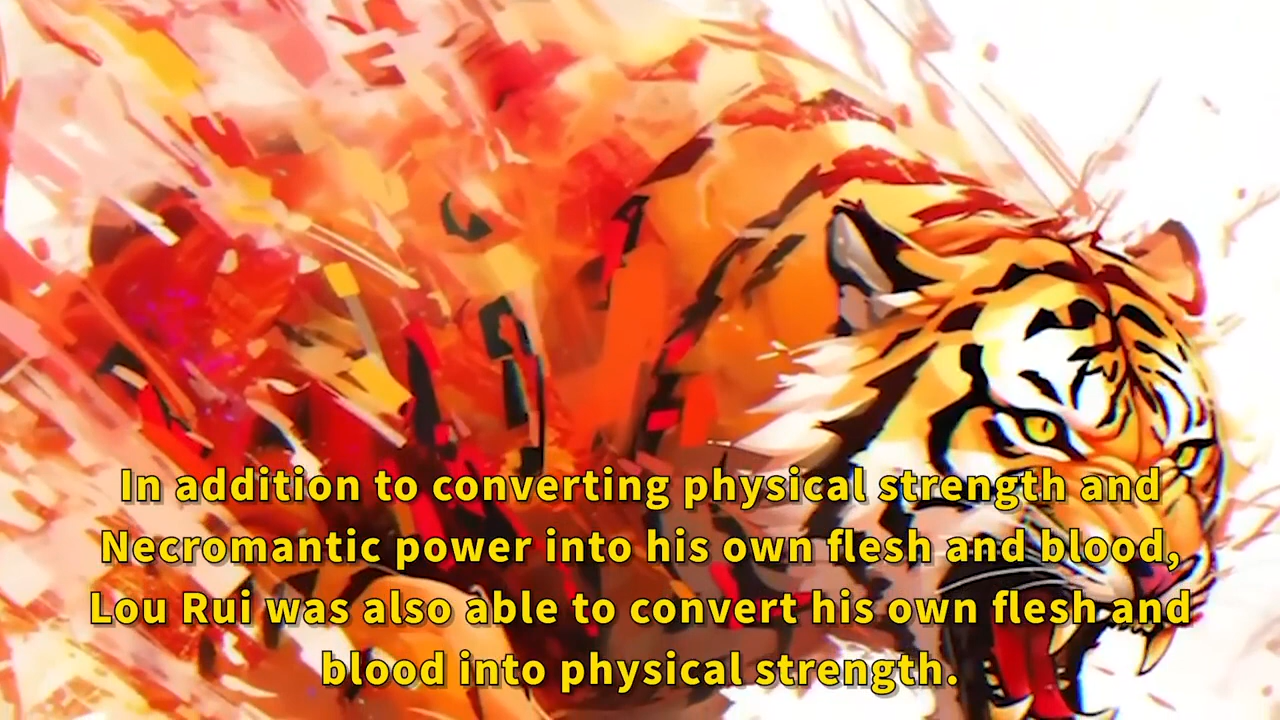 In addition to converting physical strength and
Necromantic power into his own flesh and blood,
Lou Rui was also able to convert his own flesh and
blood into physical strength.